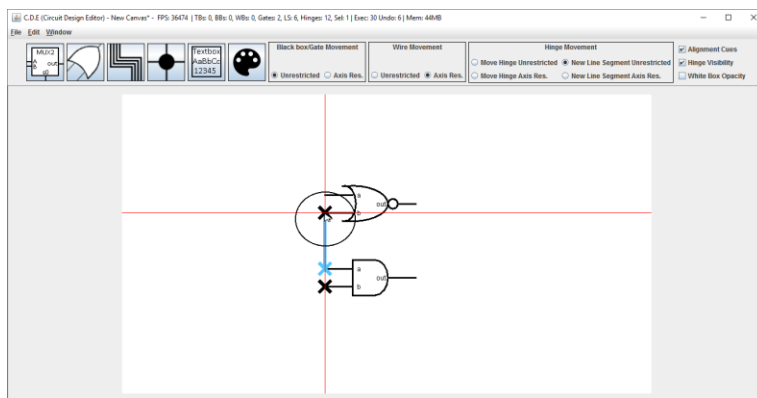 C.D.E (Circuit Design Editor) - New Canvas* - FPS: 36474 | TBs: 0, BBs: 0, WBs: 0, Gates: 2, LS: 6, Hinges: 12, Sel: 1 | Exec: 30 Undo: 6 | Mem: 44MB
File Edit Window
MUX2
A
B
out
s0
Textbox
AaBbCc
12345
Black box/Gate Movement
Unrestricted Axis Res.
Wire Movement
Unrestricted Axis Res.
Hinge Movement
Move Hinge Unrestricted New Line Segment Unrestricted
Move Hinge Axis Res. New Line Segment Axis Res.
Alignment Cues
Hinge Visibility
White Box Opacity
a
b
out
a
b
out